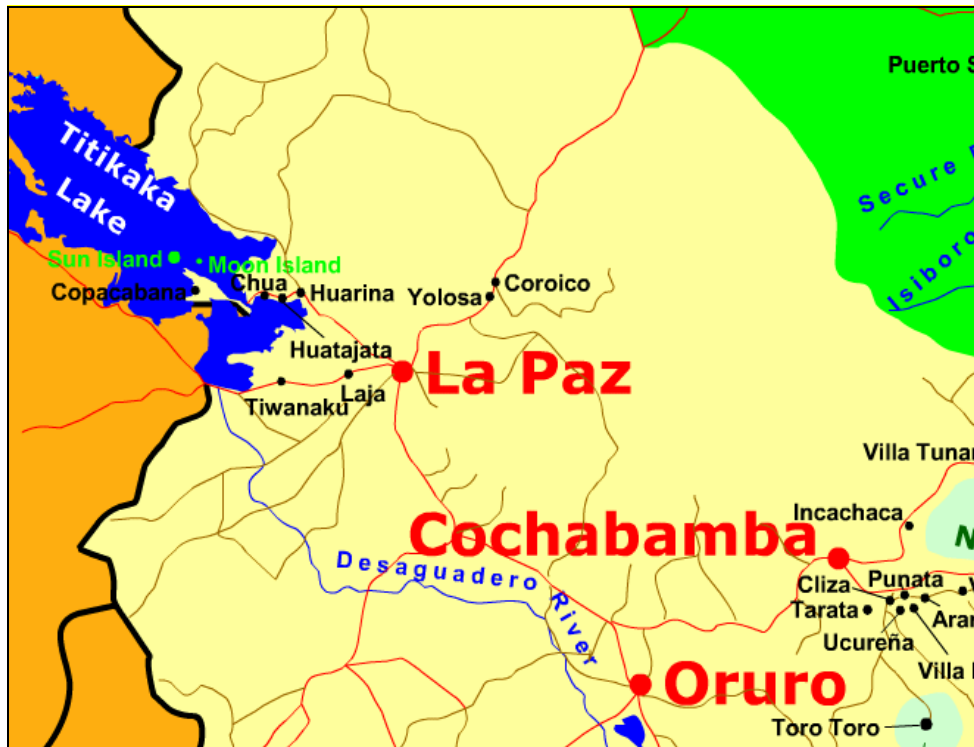 Puerto S
Titikaka
Lake
Secure
Isiboro
Sun Island
Moon Island
Copacabana
Chua
Huarina
Coroico
Yolosa
Huatajata
La Paz
Tiwanaku
Laja
Villa Tunar
Incachaca
Cochabamba
N
Desaguadero
River
Cliza
Punata
V
Tarata
Aran
Ucureña
Villa
Oruro
Toro Toro